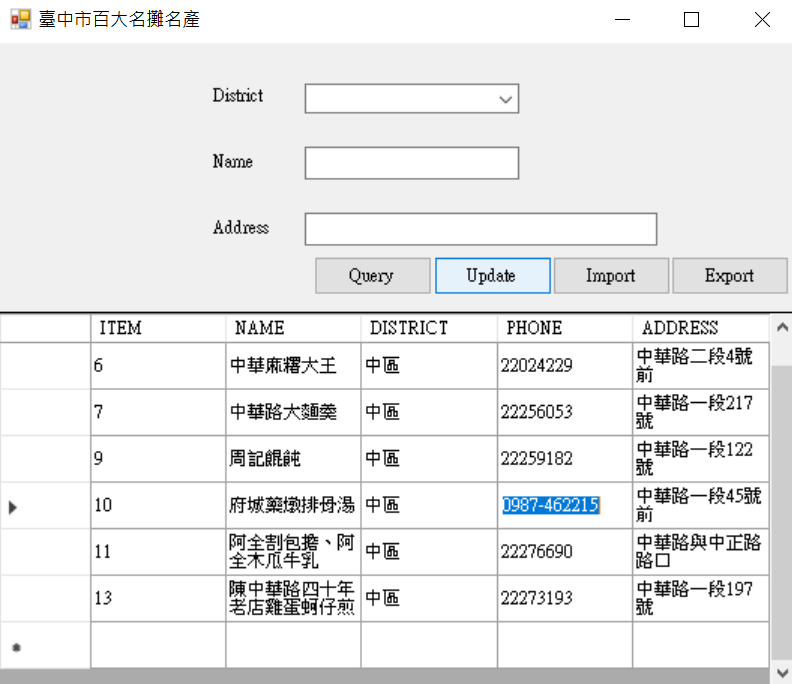 臺中市百大名攤名產
District
Name
Address
Query Update Import Export
ITEM NAME DISTRICT PHONE ADDRESS
6 中華麻糬大王 中區 22024229 中華路二段4號
前
7 中華路大麵羹 中區 22256053 中華路一段217
號
9 周記餛飩 中區 22259182 中華路一段122
號
10 府城藥燉排骨湯 中區 0987-462215 中華路一段45號
前
11 阿全割包擔、阿
全木瓜牛乳 中區 22276690 中華路與中正路
路口
13 陳中華路四十年
老店雞蛋蚵仔煎 中區 22273193 中華路一段197
號